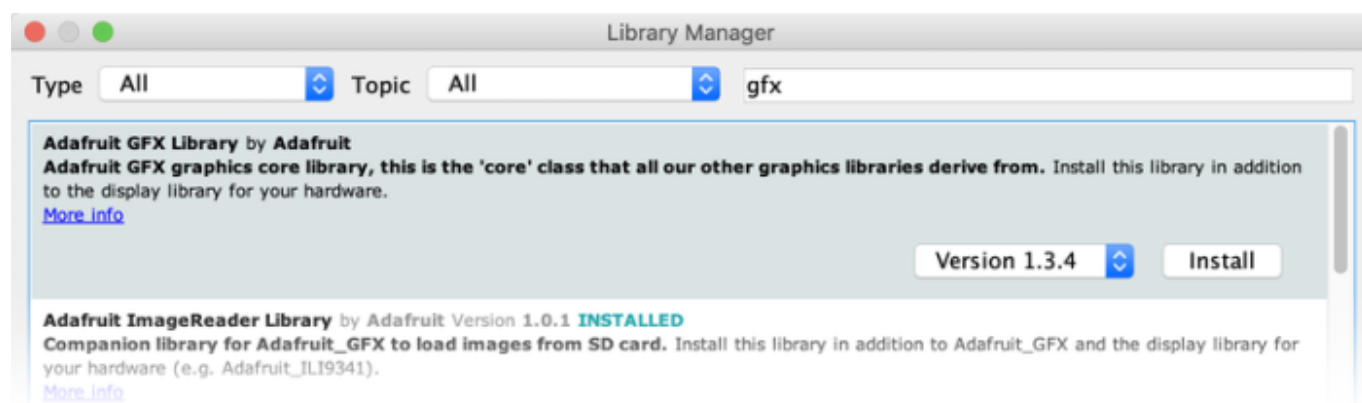 Library Manager
Type All Topic All gfx
Adafruit GFX Library by Adafruit
Adafruit GFX graphics core library, this is the 'core' class that all our other graphics libraries derive from. Install this library in addition
to the display library for your hardware.
More info
Version 1.3.4 Install
Adafruit ImageReader Library by Adafruit Version 1.0.1 INSTALLED
Companion library for Adafruit_GFX to load images from SD card. Install this library in addition to Adafruit_GFX and the display library for
your hardware (e.g. Adafruit_ILI9341).
More info